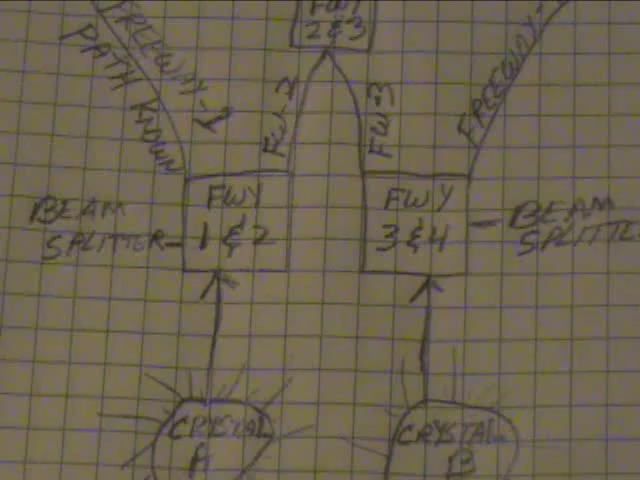 FWY
2&3
FREEWAY-1
PATH KNOWN
FW-2
FW-3
FREEWAY-
BEAM
SPLITTER-
FWY
1&2
FWY
3&4
- BEAM
SPLITTE
CRYSTAL
A
CRYSTAL
B